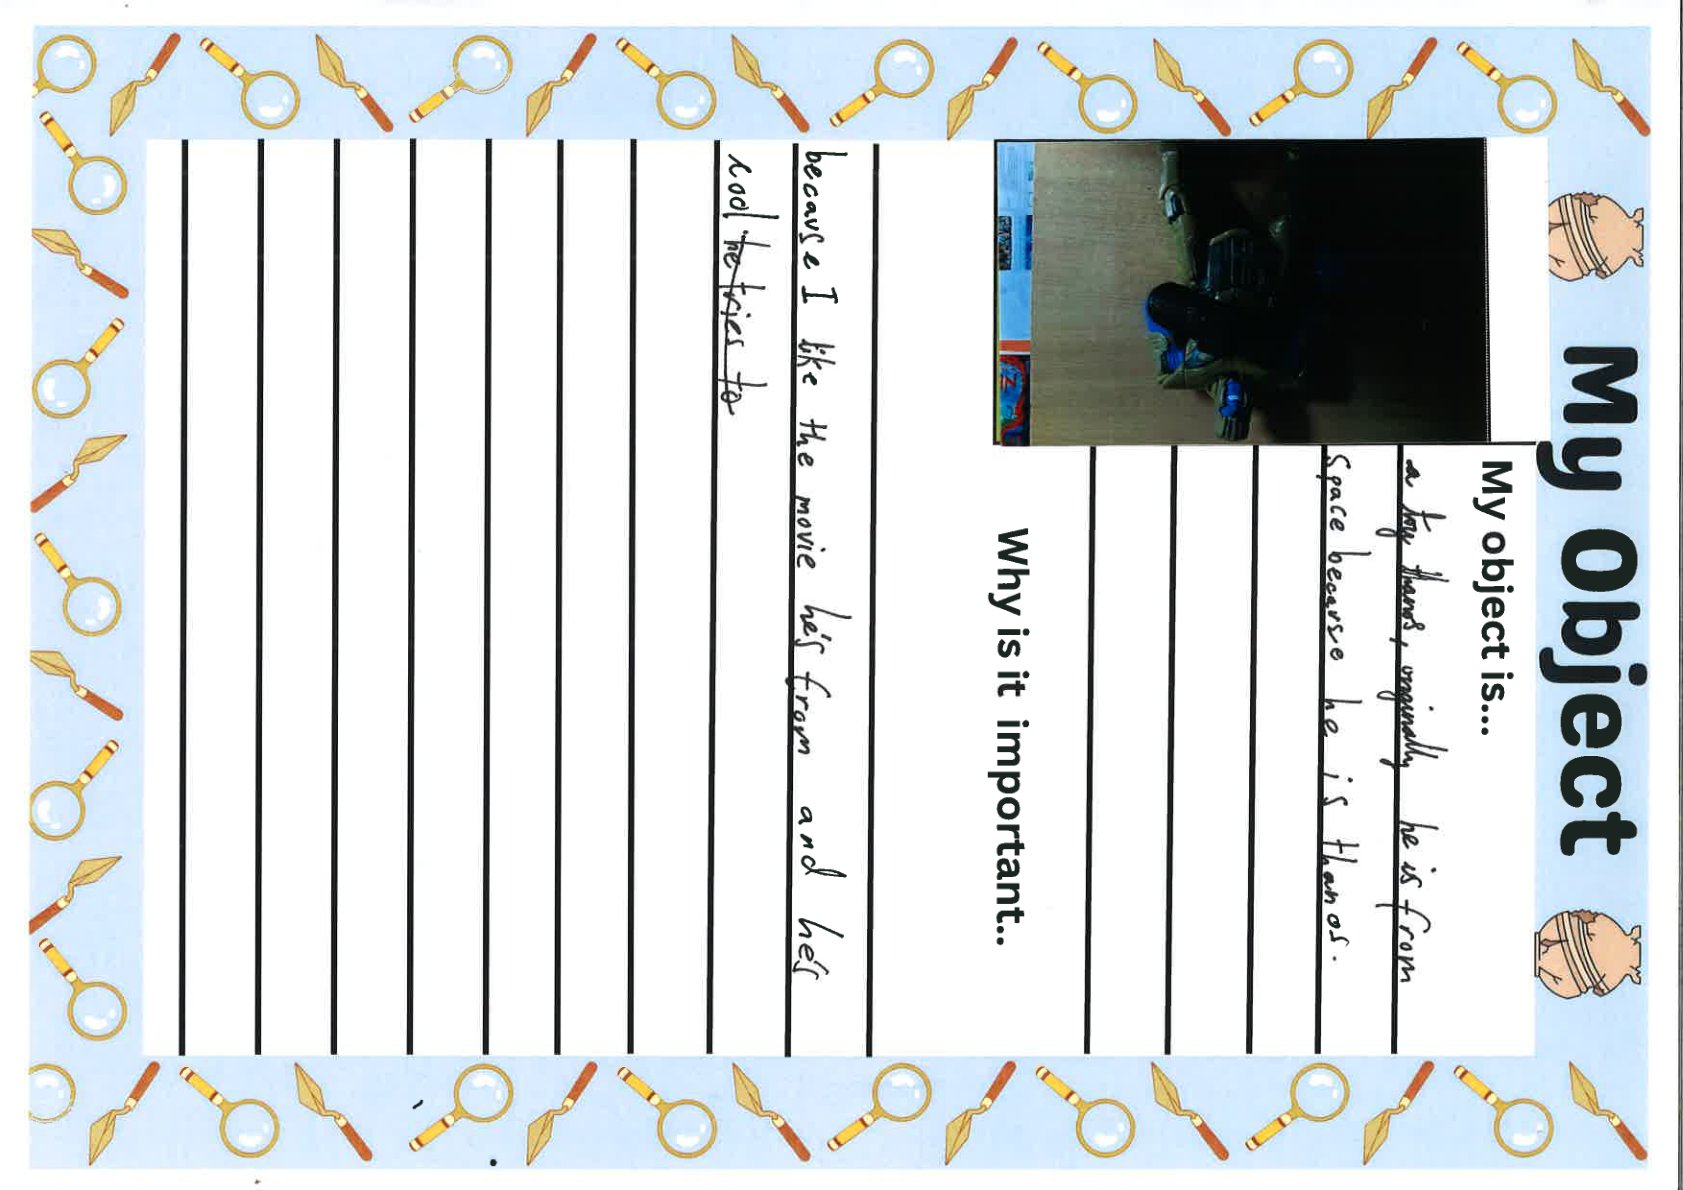 My Object
My object is...
a toy thanos, originally he is from
space because he is thanos.
Why is it important..
because I like the movie he's from and he's
cool he tries to